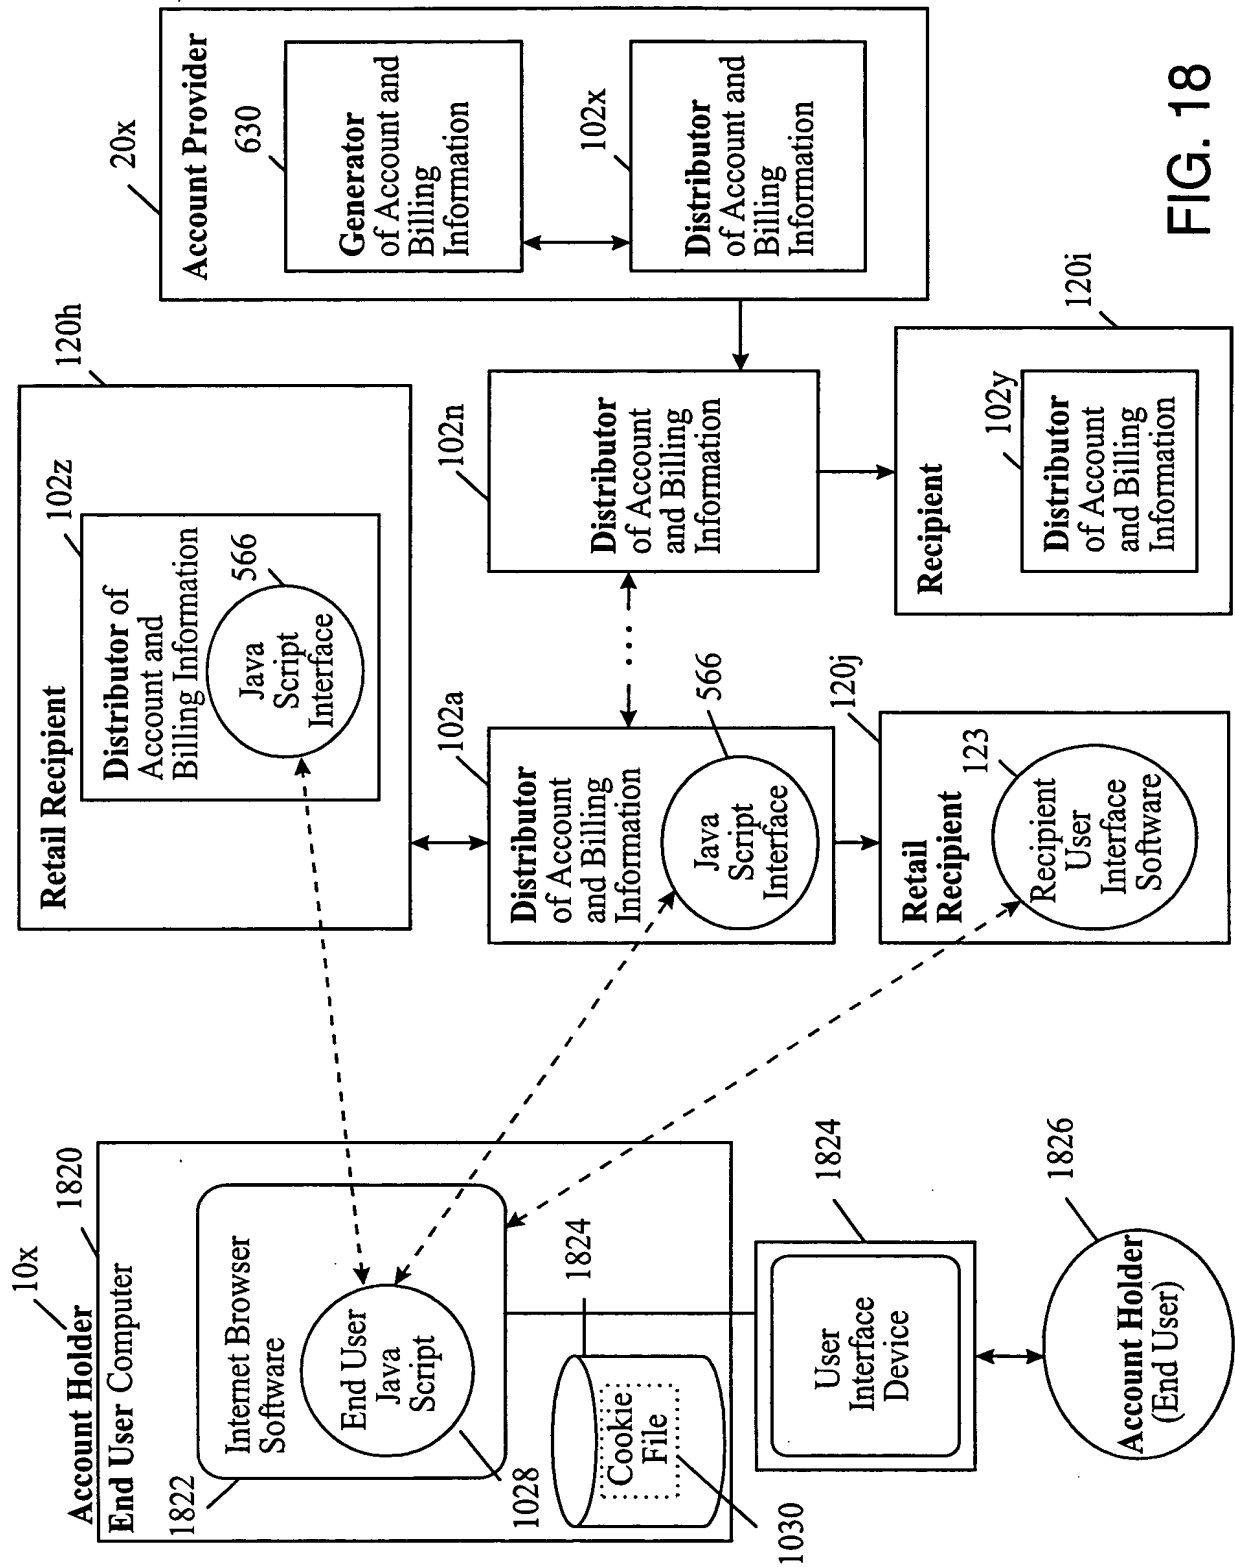 Account Holder
10x
End User Computer
1820
Internet Browser
Software
1822
End User
Java
Script
1028
Cookie
File
1824
1030
User
Interface
Device
1824
Account Holder
(End User)
1826
Retail Recipient
120h
Distributor of
Account and
Billing Information
102z
Java
Script
Interface
566
Distributor
of Account
and Billing
Information
102a
Java
Script
Interface
566
Retail
Recipient
120j
Recipient
User
Interface
Software
123
Distributor
of Account
and Billing
Information
102n
Recipient
120i
Distributor
of Account
and Billing
Information
102y
Account Provider
20x
Generator
of Account and
Billing
Information
630
Distributor
of Account and
Billing
Information
102x
FIG. 18